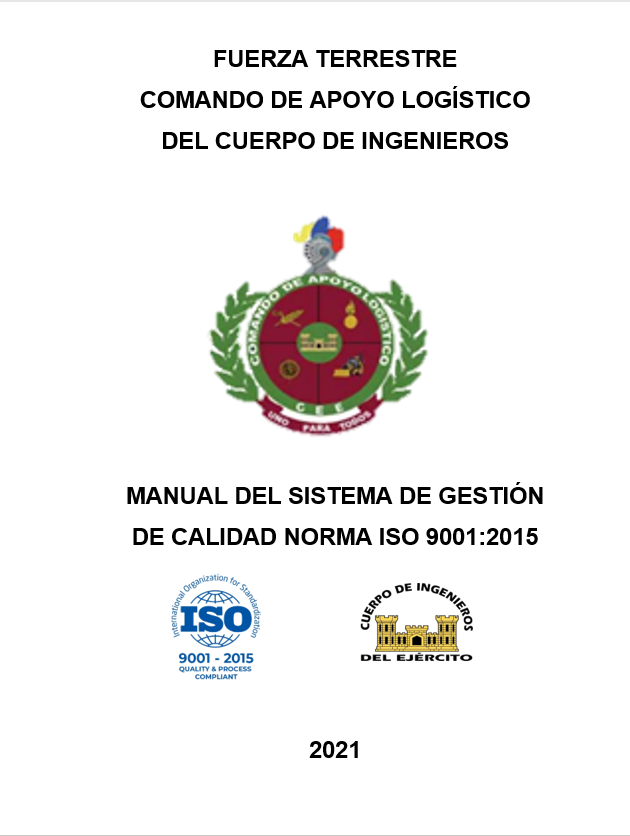 FUERZA TERRESTRE
COMANDO DE APOYO LOGÍSTICO
DEL CUERPO DE INGENIEROS
COMANDO DE APOYO LOGÍSTICO
C E E
UNO PARA TODOS
MANUAL DEL SISTEMA DE GESTIÓN
DE CALIDAD NORMA ISO 9001:2015
International Organization for Standardization
ISO
9001 - 2015
QUALITY & PROCESS
COMPLIANT
CUERPO DE INGENIEROS
DEL EJÉRCITO
2021